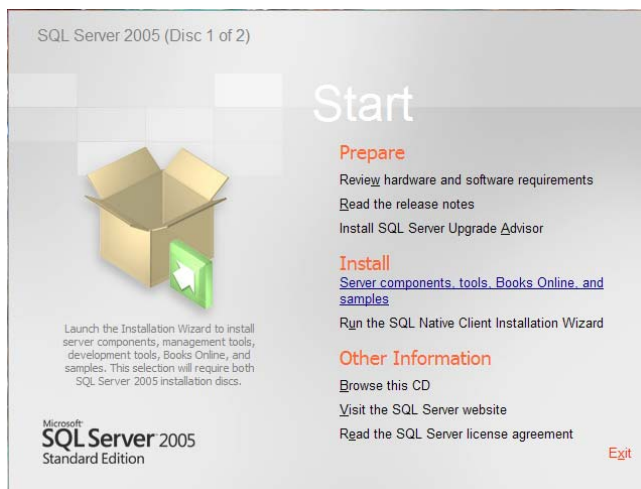 SQL Server 2005 (Disc 1 of 2)
Start
Prepare
Review hardware and software requirements
Read the release notes
Install SQL Server Upgrade Advisor
Install
Server components, tools, Books Online, and
samples
Run the SQL Native Client Installation Wizard
Other Information
Browse this CD
Visit the SQL Server website
Read the SQL Server license agreement
Exit
Launch the Installation Wizard to install
server components, management tools,
development tools, Books Online, and
samples. This selection will require both
SQL Server 2005 installation discs.
Microsoft
SQL Server 2005
Standard Edition